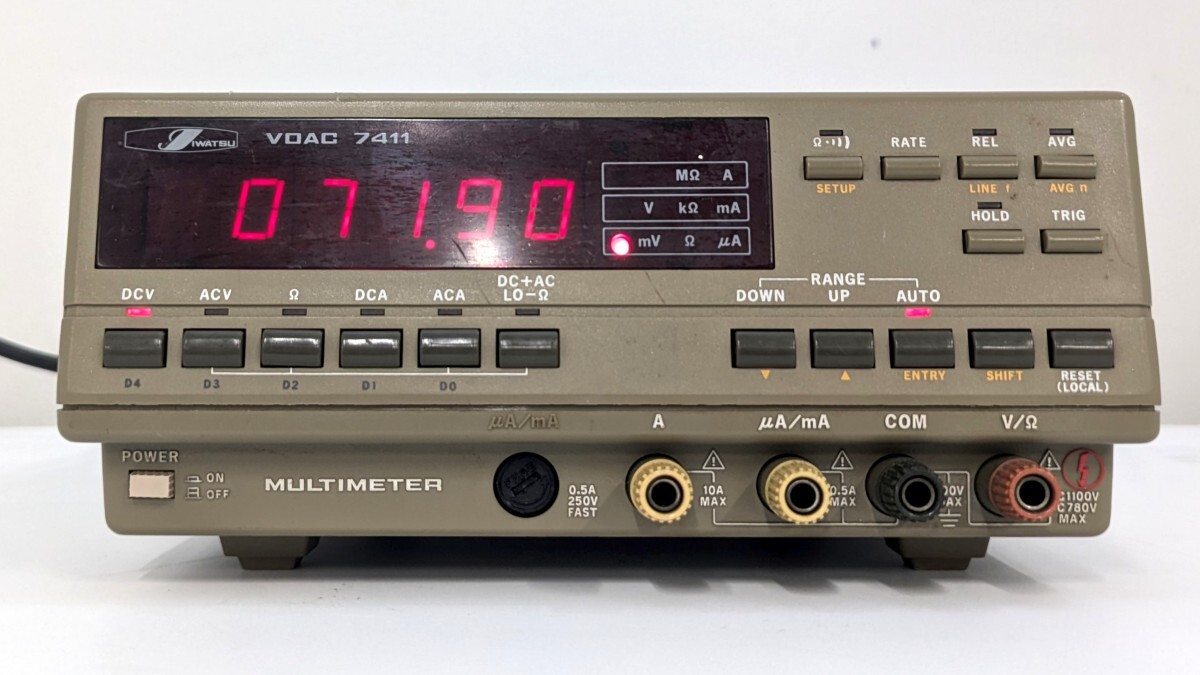 IWATSU VOAC 7411
071.90
MΩ A
V kΩ mA
mV Ω μA
Ω·))) RATE REL AVG
SETUP LINE f AVG n
HOLD TRIG
RANGE
DOWN UP AUTO
DCV ACV Ω DCA ACA DC+AC
LO-Ω
D4 D3 D2 D1 D0
▼ ▲ ENTRY SHIFT RESET
(LOCAL)
μA/mA A μA/mA COM V/Ω
POWER
ON
OFF
MULTIMETER
0.5A
250V
FAST
10A
MAX
0.5A
MAX
1100V
780V
MAX